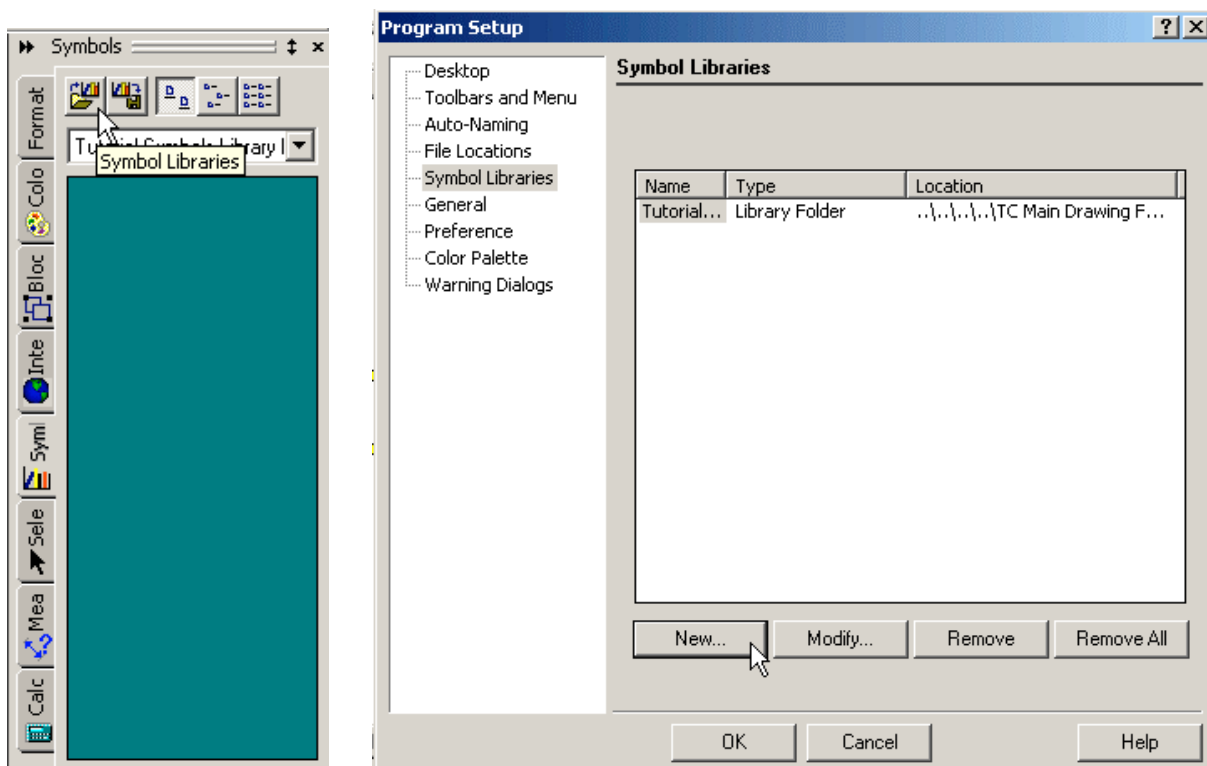 Symbols
Format
Colo
Bloc
Inte
Syml
Sele
Mea
Calc
Symbol Libraries
Program Setup
Desktop
Toolbars and Menu
Auto-Naming
File Locations
Symbol Libraries
General
Preference
Color Palette
Warning Dialogs
Symbol Libraries
Name Type Location
Tutorial... Library Folder ..\..\..\..\TC Main Drawing F...
New... Modify... Remove Remove All
OK Cancel Help